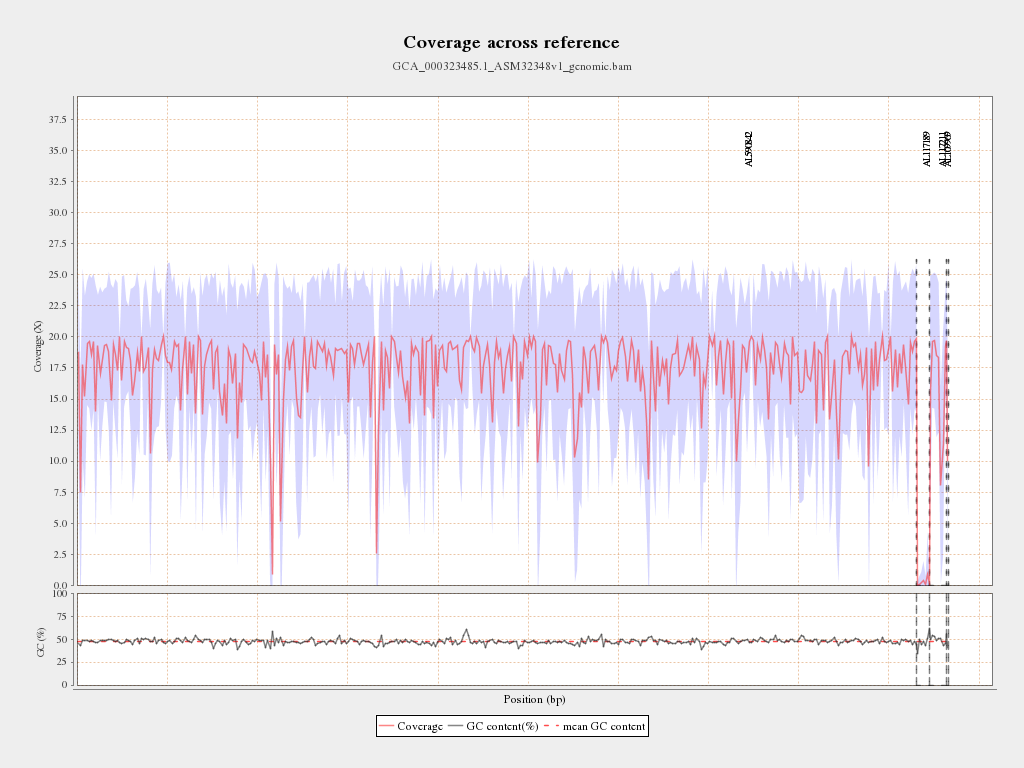 Coverage across reference
GCA_000323485.1_ASM32348v1_genomic.bam
37.5
35.0
32.5
30.0
27.5
25.0
22.5
20.0
17.5
15.0
12.5
10.0
7.5
5.0
2.5
0.0
Coverage (X)
AL590842
AL117189
AL117211
AL109969
100
75
50
25
0
GC (%)
Position (bp)
Coverage GC content(%) mean GC content